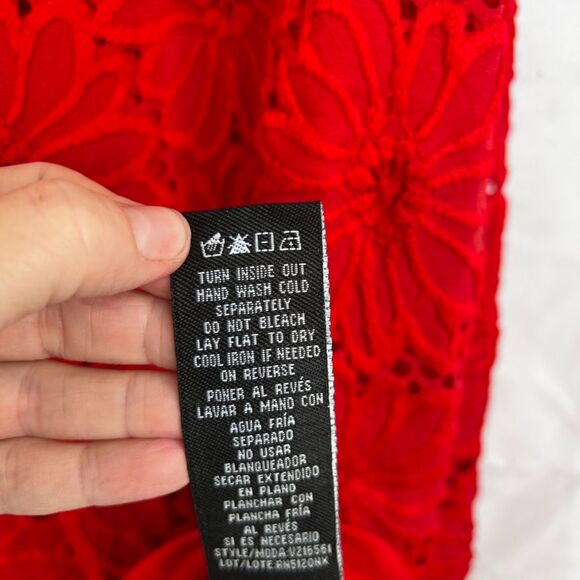 TURN INSIDE OUT
HAND WASH COLD
SEPARATELY
DO NOT BLEACH
LAY FLAT TO DRY
COOL IRON IF NEEDED
ON REVERSE
PONER AL REVÉS
LAVAR A MANO CON
AGUA FRÍA
SEPARADO
NO USAR
BLANQUEADOR
SECAR EXTENDIDO
EN PLANO
PLANCHAR CON
PLANCHA FRÍA
AL REVÉS
SI ES NECESARIO
STYLE/MODA:V216561
LOT/LOTE:RN5120NX